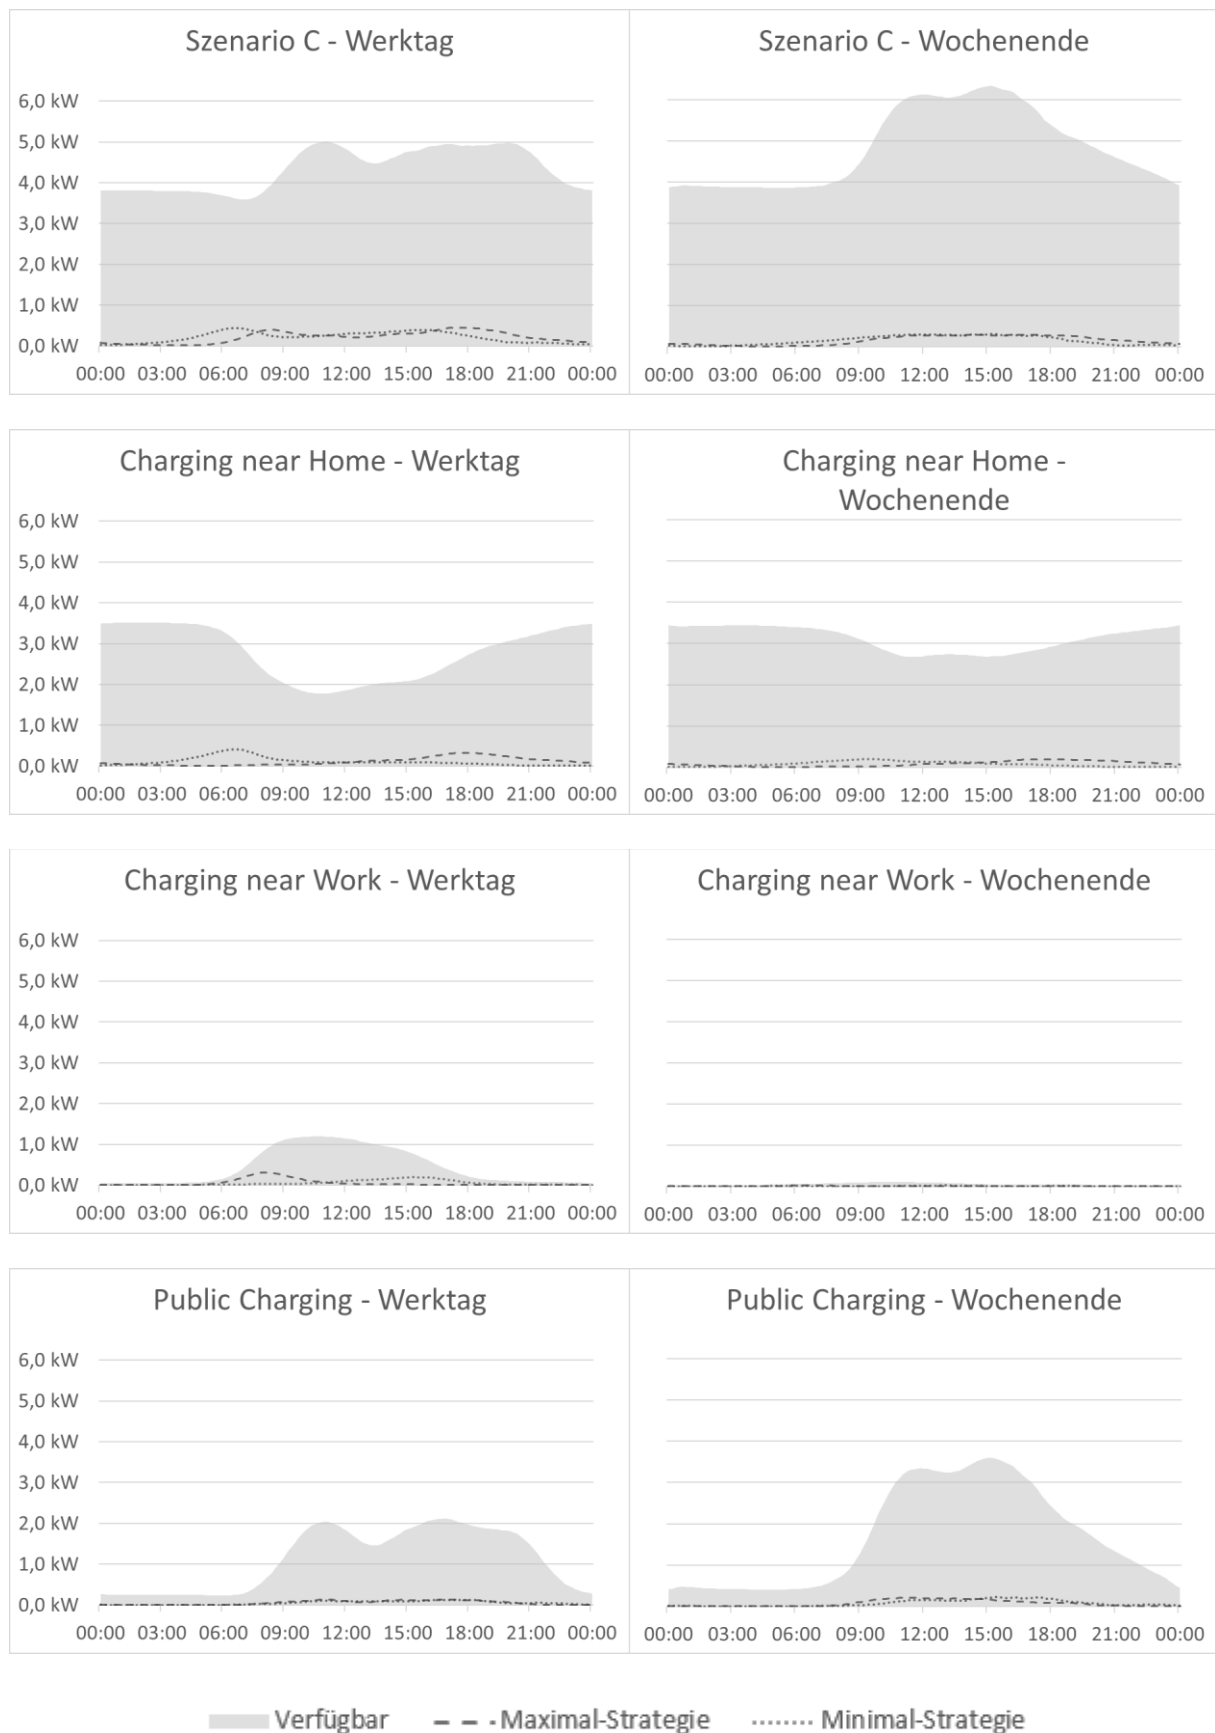 Szenario C - Werktag
6,0 kW
5,0 kW
4,0 kW
3,0 kW
2,0 kW
1,0 kW
0,0 kW
00:00 03:00 06:00 09:00 12:00 15:00 18:00 21:00 00:00
Szenario C - Wochenende
00:00 03:00 06:00 09:00 12:00 15:00 18:00 21:00 00:00
Charging near Home - Werktag
6,0 kW
5,0 kW
4,0 kW
3,0 kW
2,0 kW
1,0 kW
0,0 kW
00:00 03:00 06:00 09:00 12:00 15:00 18:00 21:00 00:00
Charging near Home -
Wochenende
00:00 03:00 06:00 09:00 12:00 15:00 18:00 21:00 00:00
Charging near Work - Werktag
6,0 kW
5,0 kW
4,0 kW
3,0 kW
2,0 kW
1,0 kW
0,0 kW
00:00 03:00 06:00 09:00 12:00 15:00 18:00 21:00 00:00
Charging near Work - Wochenende
00:00 03:00 06:00 09:00 12:00 15:00 18:00 21:00 00:00
Public Charging - Werktag
6,0 kW
5,0 kW
4,0 kW
3,0 kW
2,0 kW
1,0 kW
0,0 kW
00:00 03:00 06:00 09:00 12:00 15:00 18:00 21:00 00:00
Public Charging - Wochenende
00:00 03:00 06:00 09:00 12:00 15:00 18:00 21:00 00:00
Verfügbar Maximal-Strategie Minimal-Strategie